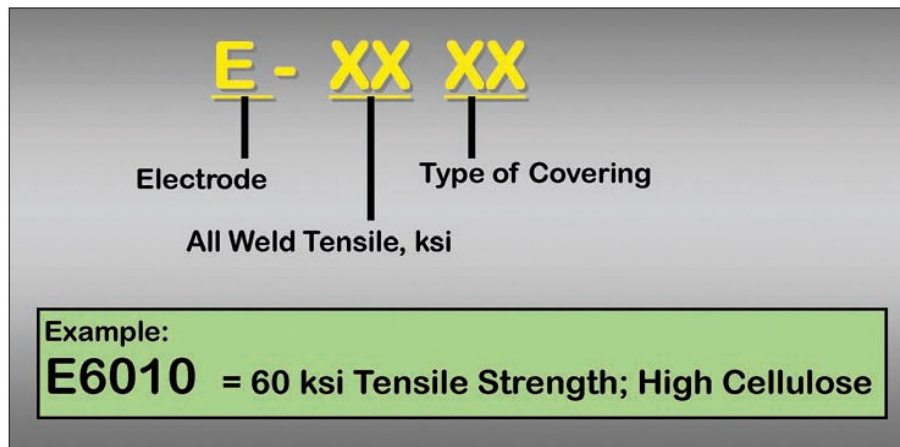 E - XX XX
Electrode
Type of Covering
All Weld Tensile, ksi
Example:
E6010 = 60 ksi Tensile Strength; High Cellulose